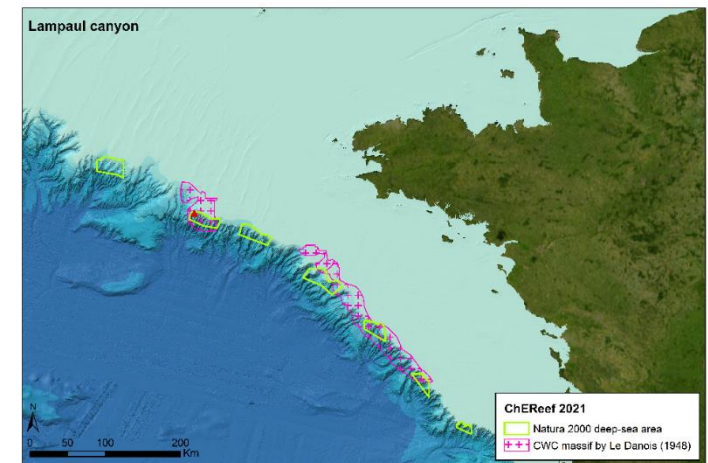 Lampaul canyon
N
0 50 100 200
Km
ChEReef 2021
Natura 2000 deep-sea area
CWC massif by Le Danois (1948)